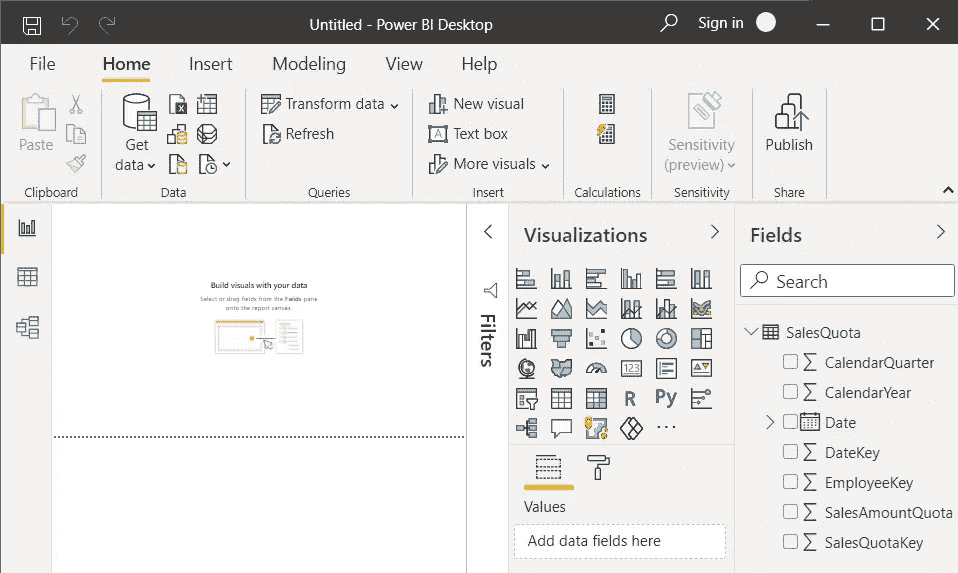 Untitled - Power BI Desktop
Sign in
File Home Insert Modeling View Help
Paste
Get
data
Transform data
Refresh
New visual
Text box
More visuals
Sensitivity
(preview)
Publish
Clipboard
Data
Queries
Insert
Calculations
Sensitivity
Share
Build visuals with your data
Select or drag fields from the Fields pane
onto the report canvas.
Filters
Visualizations
123
R
Py
Values
Add data fields here
Fields
Search
SalesQuota
CalendarQuarter
CalendarYear
Date
DateKey
EmployeeKey
SalesAmountQuota
SalesQuotaKey